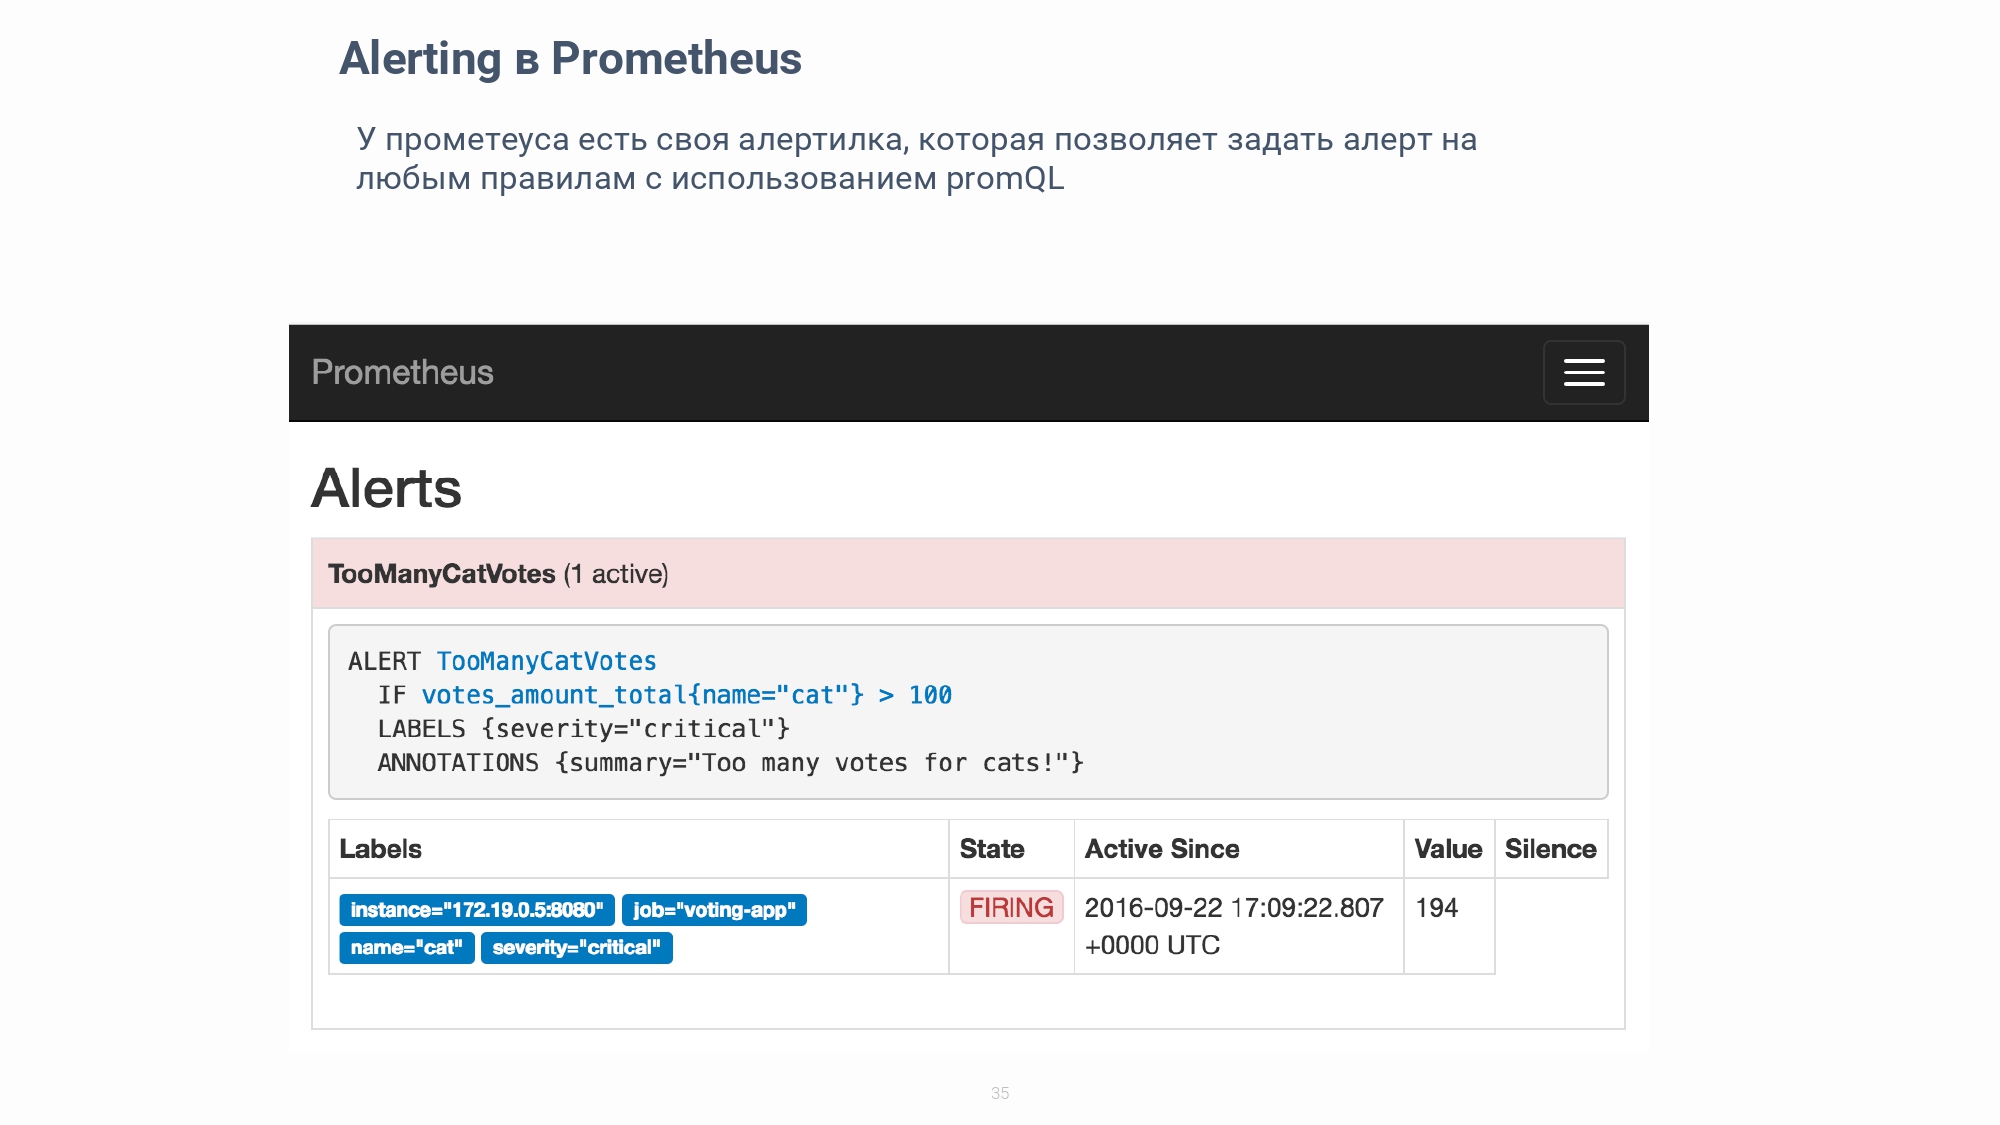 Alerting в Prometheus
У прометеуса есть своя алертилка, которая позволяет задать алерт на
любым правилам с использованием promQL
Prometheus
Alerts
TooManyCatVotes (1 active)
ALERT TooManyCatVotes
IF votes_amount_total{name="cat"} > 100
LABELS {severity="critical"}
ANNOTATIONS {summary="Too many votes for cats!"}
Labels State Active Since Value Silence
instance="172.19.0.5:8080" job="voting-app" FIRING 2016-09-22 17:09:22.807 194
name="cat" severity="critical" +0000 UTC
35